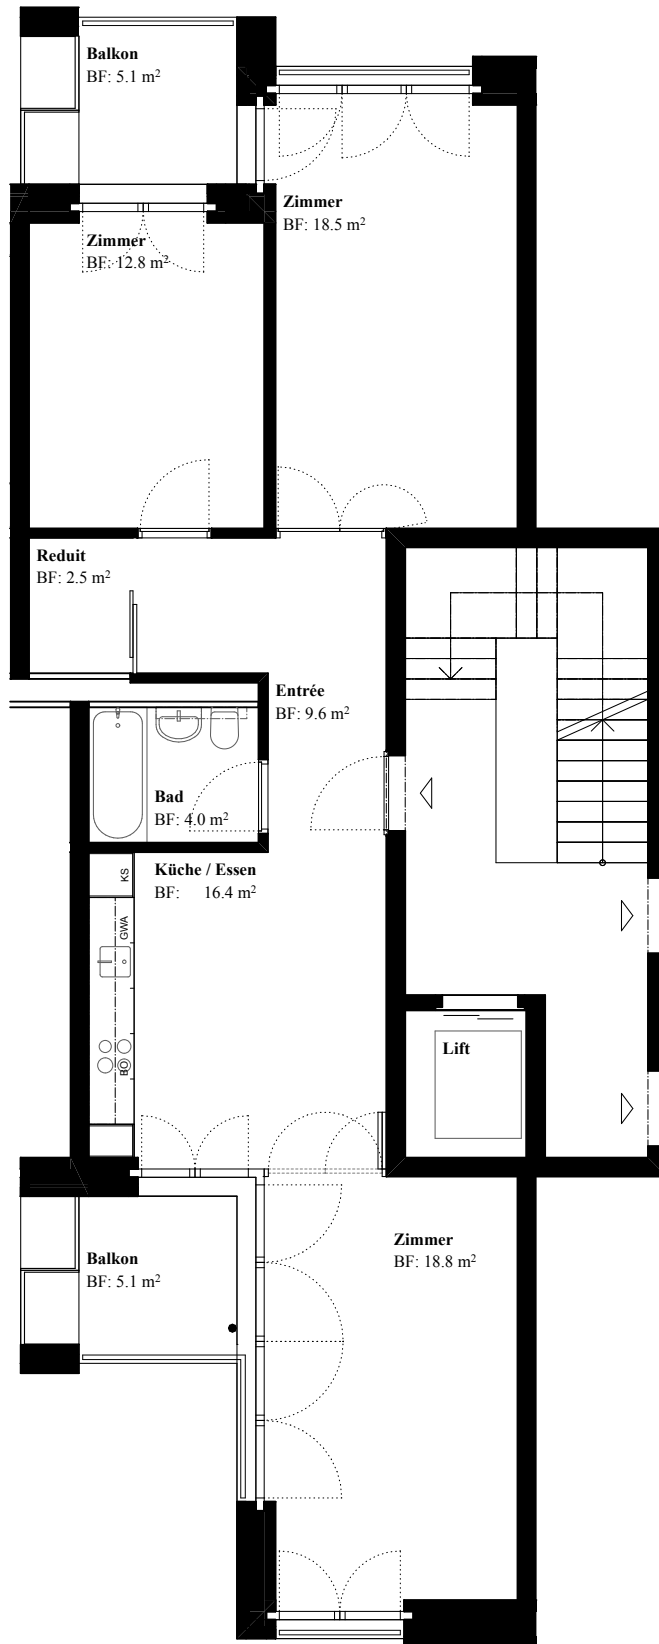 Balkon
BF: 5.1 m²
Zimmer
BF: 18.5 m²
Zimmer
BF: 12.8 m²
Reduit
BF: 2.5 m²
Entrée
BF: 9.6 m²
Bad
BF: 4.0 m²
Küche / Essen
BF: 16.4 m²
KS
GWA
BO
Lift
Zimmer
BF: 18.8 m²
Balkon
BF: 5.1 m²